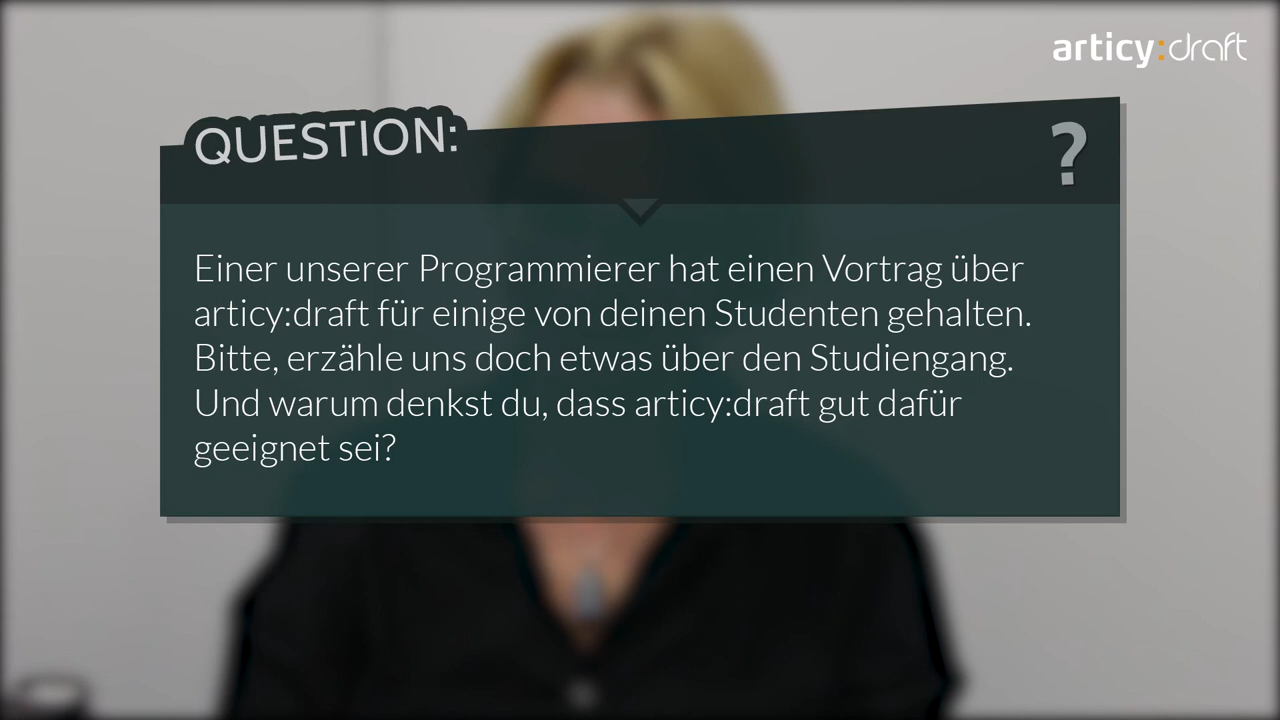 articy:draft
QUESTION:
?
Einer unserer Programmierer hat einen Vortrag über
articy:draft für einige von deinen Studenten gehalten.
Bitte, erzähle uns doch etwas über den Studiengang.
Und warum denkst du, dass articy:draft gut dafür
geeignet sei?